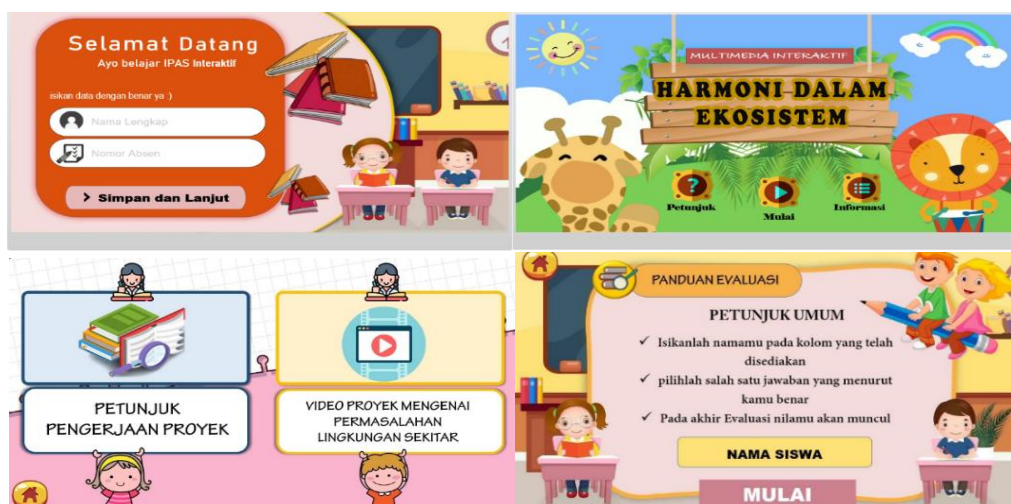 Selamat Datang
Ayo belajar IPAS Interaktif
isikan data dengan benar ya :)
Nama Lengkap
Nomor Absen
> Simpan dan Lanjut
MULTIMEDIA INTERAKTIF
HARMONI DALAM
EKOSISTEM
Petunjuk
Mulai
Informasi
PETUNJUK
PENGERJAAN PROYEK
VIDEO PROYEK MENGENAI
PERMASALAHAN
LINGKUNGAN SEKITAR
PANDUAN EVALUASI
PETUNJUK UMUM
✓ Isikanlah namamu pada kolom yang telah
disediakan
✓ pilihlah salah satu jawaban yang menurut
kamu benar
✓ Pada akhir Evaluasi nilamu akan muncul
NAMA SISWA
MULAI